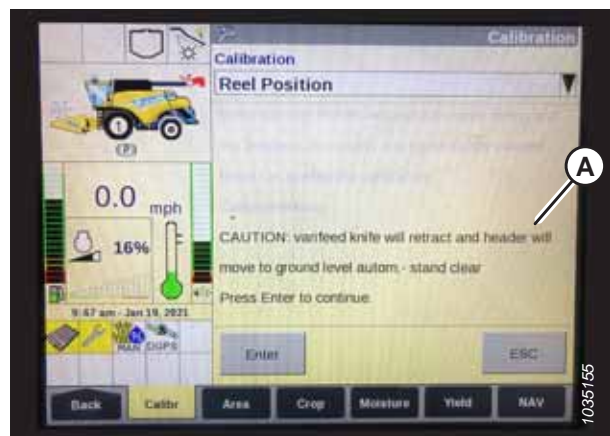 Calibration
Calibration
Reel Position
A
(P)
1
0.0 mph
16%
CAUTION: varifeed knife will retract and header will
move to ground level autom.- stand clear
Press Enter to continue.
9:47 am - Jan 19, 2021
MAN DGPS
Enter
ESC
Back
Calibr
Area
Crop
Moisture
Yield
NAV
1035155